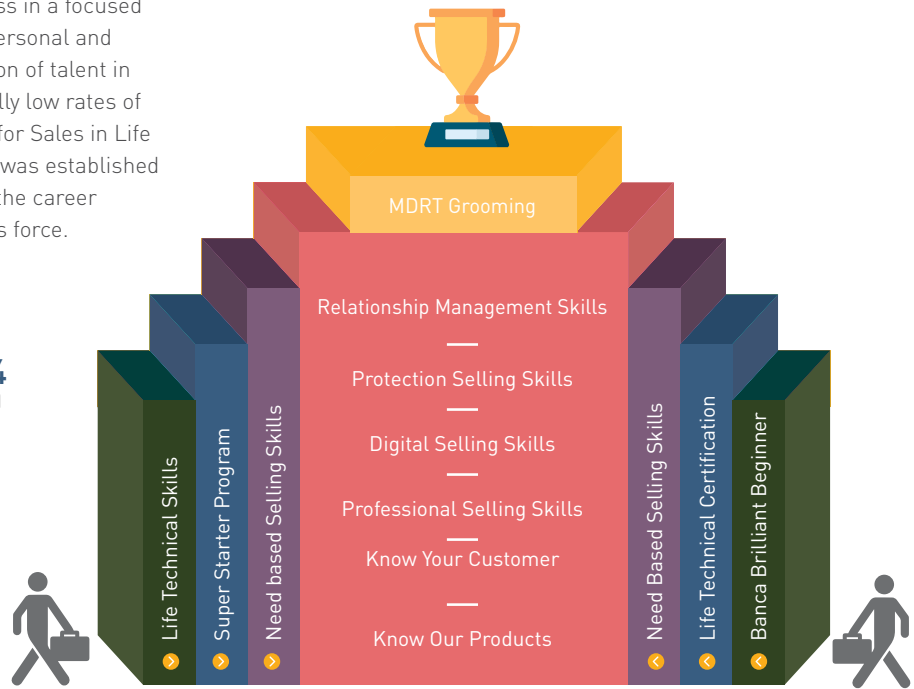 ss in a focused
ersonal and
on of talent in
lly low rates of
for Sales in Life
was established
the career
s force.
4
MDRT Grooming
Relationship Management Skills
Protection Selling Skills
Digital Selling Skills
Professional Selling Skills
Know Your Customer
Know Our Products
Life Technical Skills
Super Starter Program
Need based Selling Skills
Need Based Selling Skills
Life Technical Certification
Banca Brilliant Beginner